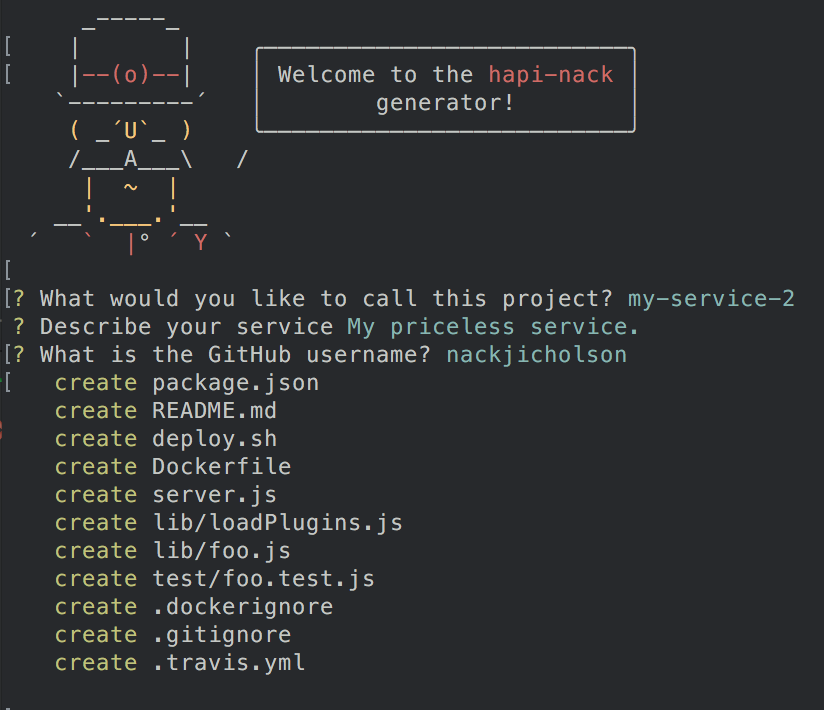 Welcome to the hapi-nack
generator!
? What would you like to call this project? my-service-2
? Describe your service My priceless service.
? What is the GitHub username? nackjicholson
create package.json
create README.md
create deploy.sh
create Dockerfile
create server.js
create lib/loadPlugins.js
create lib/foo.js
create test/foo.test.js
create .dockerignore
create .gitignore
create .travis.yml